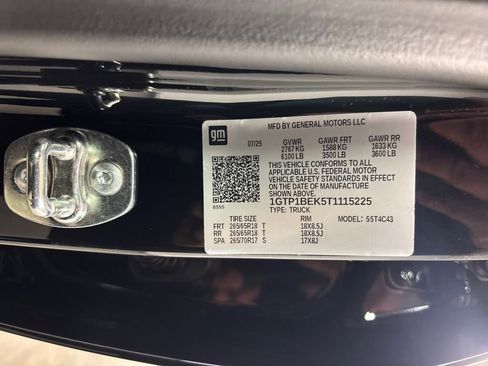 MFD BY GENERAL MOTORS LLC
gm
07/25 GVWR GAWR FRT GAWR RR
2767 KG 1588 KG 1633 KG
6100 LB 3500 LB 3600 LB
THIS VEHICLE CONFORMS TO ALL
APPLICABLE U.S. FEDERAL MOTOR
VEHICLE SAFETY STANDARDS IN EFFECT
ON THE DATE OF MANUFACTURE
SHOWN ABOVE.
1GTP1BEK5T1115225
TYPE: TRUCK MODEL: 55T4C43
RIM
FRT 265/65R18 T 18X8.5J
RR 265/65R18 T 18X8.5J
SPA 265/70R17 S 17X8J